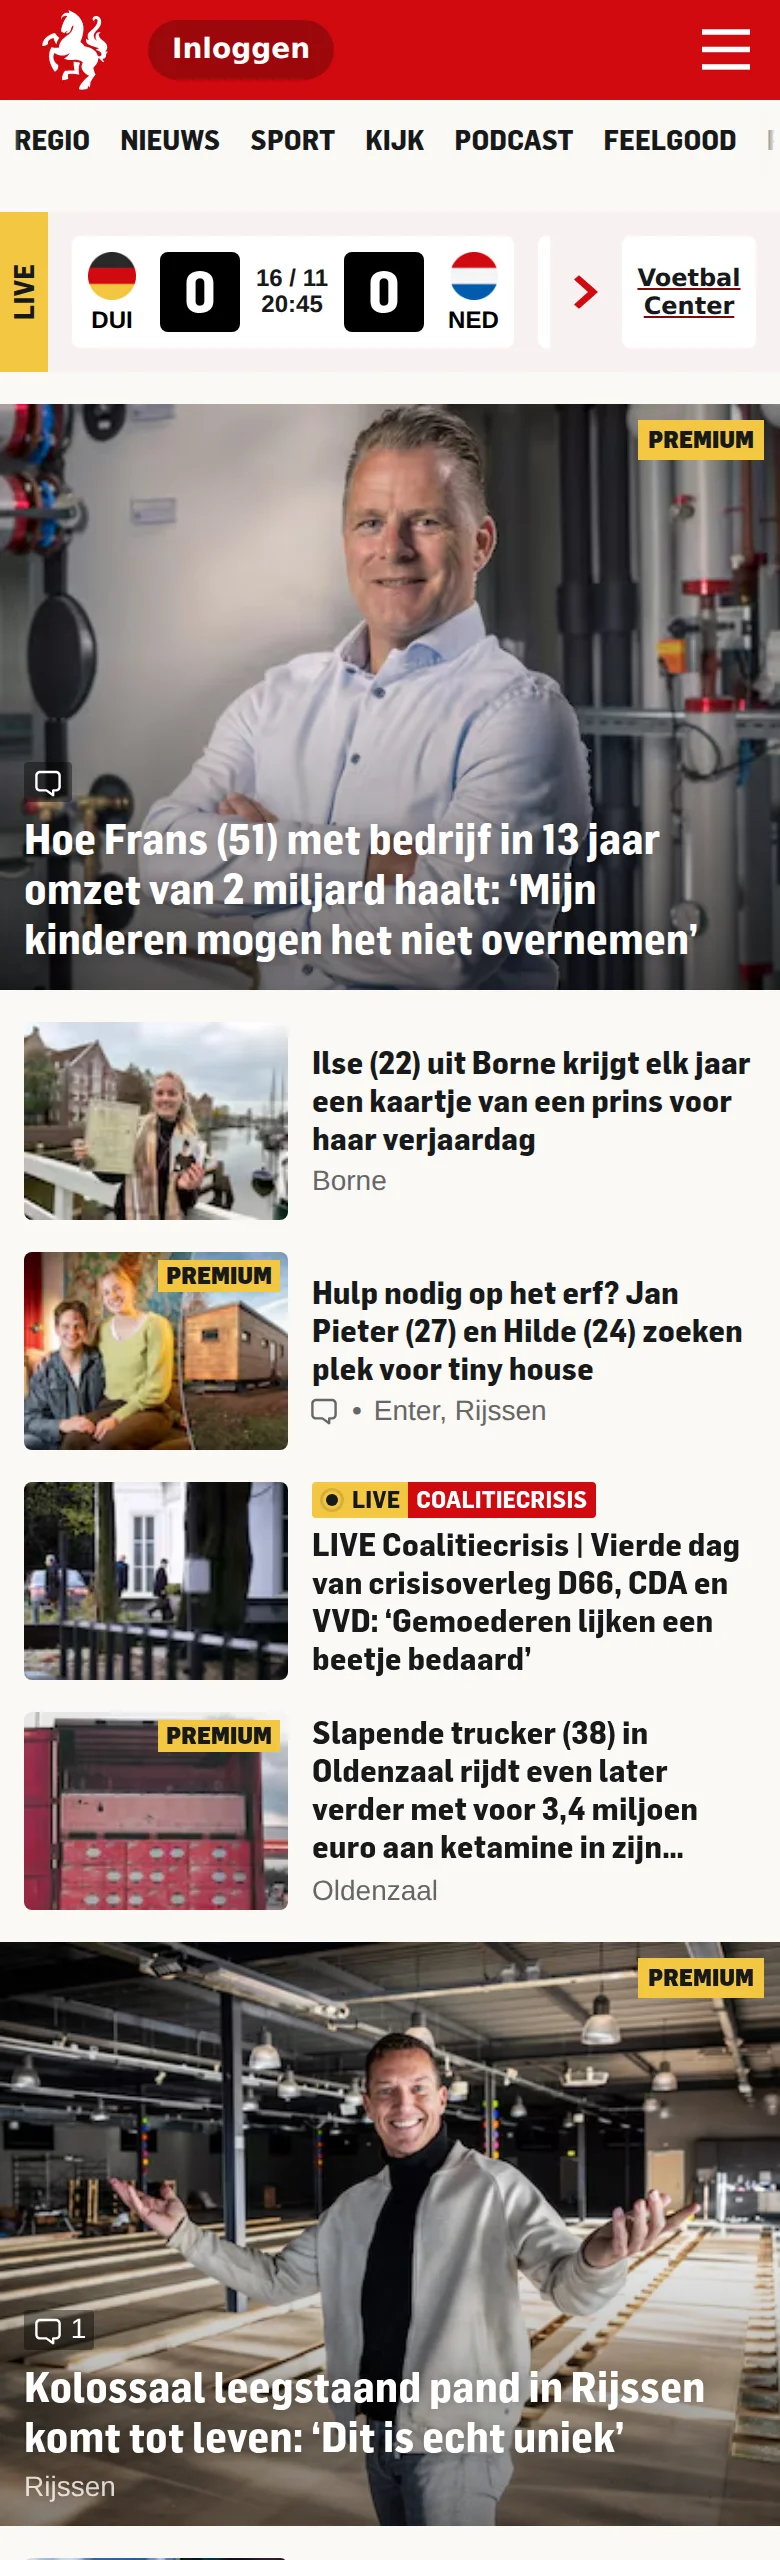 Inloggen
REGIO NIEUWS SPORT KIJK PODCAST FEELGOOD
LIVE
DUI
0
16 / 11
20:45
0
NED
Voetbal
Center
PREMIUM
Hoe Frans (51) met bedrijf in 13 jaar
omzet van 2 miljard haalt: ‘Mijn
kinderen mogen het niet overnemen’
Ilse (22) uit Borne krijgt elk jaar
een kaartje van een prins voor
haar verjaardag
Borne
PREMIUM
Hulp nodig op het erf? Jan
Pieter (27) en Hilde (24) zoeken
plek voor tiny house
• Enter, Rijssen
LIVE COALITIECRISIS
LIVE Coalitiecrisis | Vierde dag
van crisisoverleg D66, CDA en
VVD: ‘Gemoederen lijken een
beetje bedaard’
PREMIUM
Slapende trucker (38) in
Oldenzaal rijdt even later
verder met voor 3,4 miljoen
euro aan ketamine in zijn...
Oldenzaal
PREMIUM
1
Kolossaal leegstaand pand in Rijssen
komt tot leven: ‘Dit is echt uniek’
Rijssen